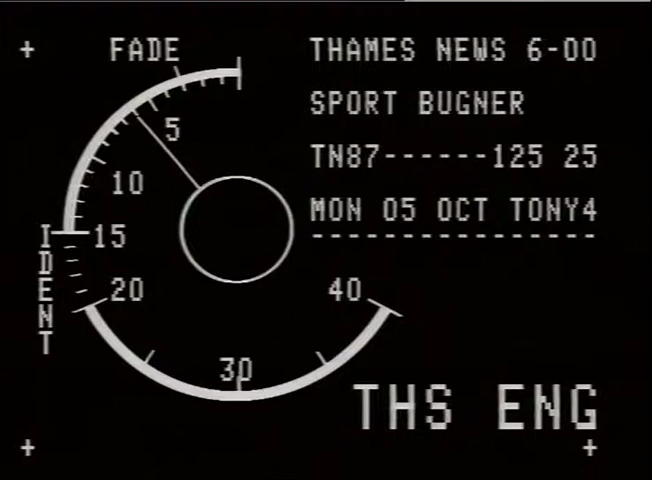 FADE
THAMES NEWS 6-00
SPORT BUGNER
5
TN87------125 25
10
MON 05 OCT TONY4
----------------
15
IDENT
20
40
30
THS ENG